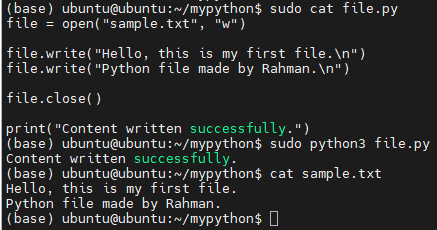 (base) ubuntu@ubuntu:~/mypython$ sudo cat file.py
file = open("sample.txt", "w")

file.write("Hello, this is my first file.\n")
file.write("Python file made by Rahman.\n")

file.close()

print("Content written successfully.")
(base) ubuntu@ubuntu:~/mypython$ sudo python3 file.py
Content written successfully.
(base) ubuntu@ubuntu:~/mypython$ cat sample.txt
Hello, this is my first file.
Python file made by Rahman.
(base) ubuntu@ubuntu:~/mypython$